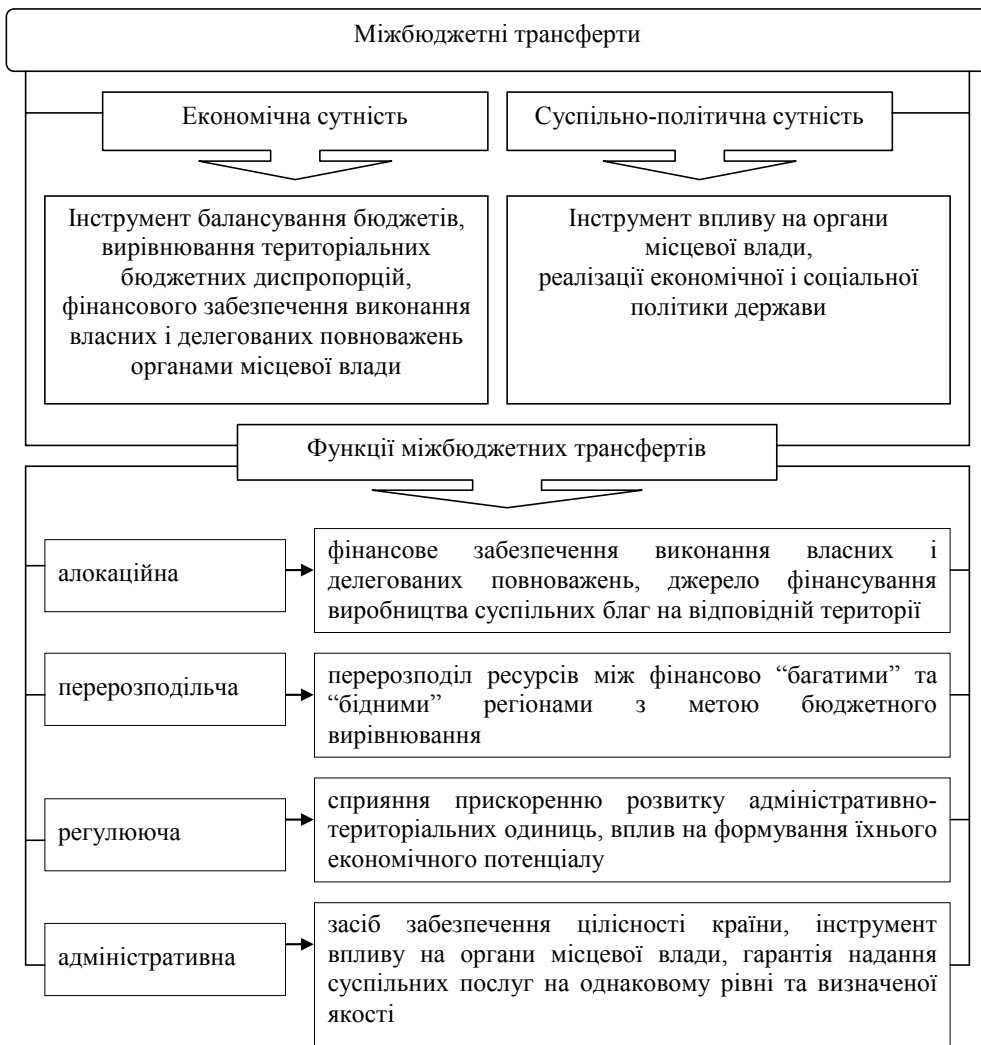 Міжбюджетні трансферти
Економічна сутність
Суспільно-політична сутність
Інструмент балансування бюджетів,
вирівнювання територіальних
бюджетних диспропорцій,
фінансового забезпечення виконання
власних і делегованих повноважень
органами місцевої влади
Інструмент впливу на органи
місцевої влади,
реалізації економічної і соціальної
політики держави
Функції міжбюджетних трансфертів
алокаційна
фінансове забезпечення виконання власних і
делегованих повноважень, джерело фінансування
виробництва суспільних благ на відповідній території
перерозподільча
перерозподіл ресурсів між фінансово “багатими” та
“бідними” регіонами з метою бюджетного
вирівнювання
регулююча
сприяння прискоренню розвитку адміністративно-
територіальних одиниць, вплив на формування їхнього
економічного потенціалу
адміністративна
засіб забезпечення цілісності країни, інструмент
впливу на органи місцевої влади, гарантія надання
суспільних послуг на однаковому рівні та визначеної
якості